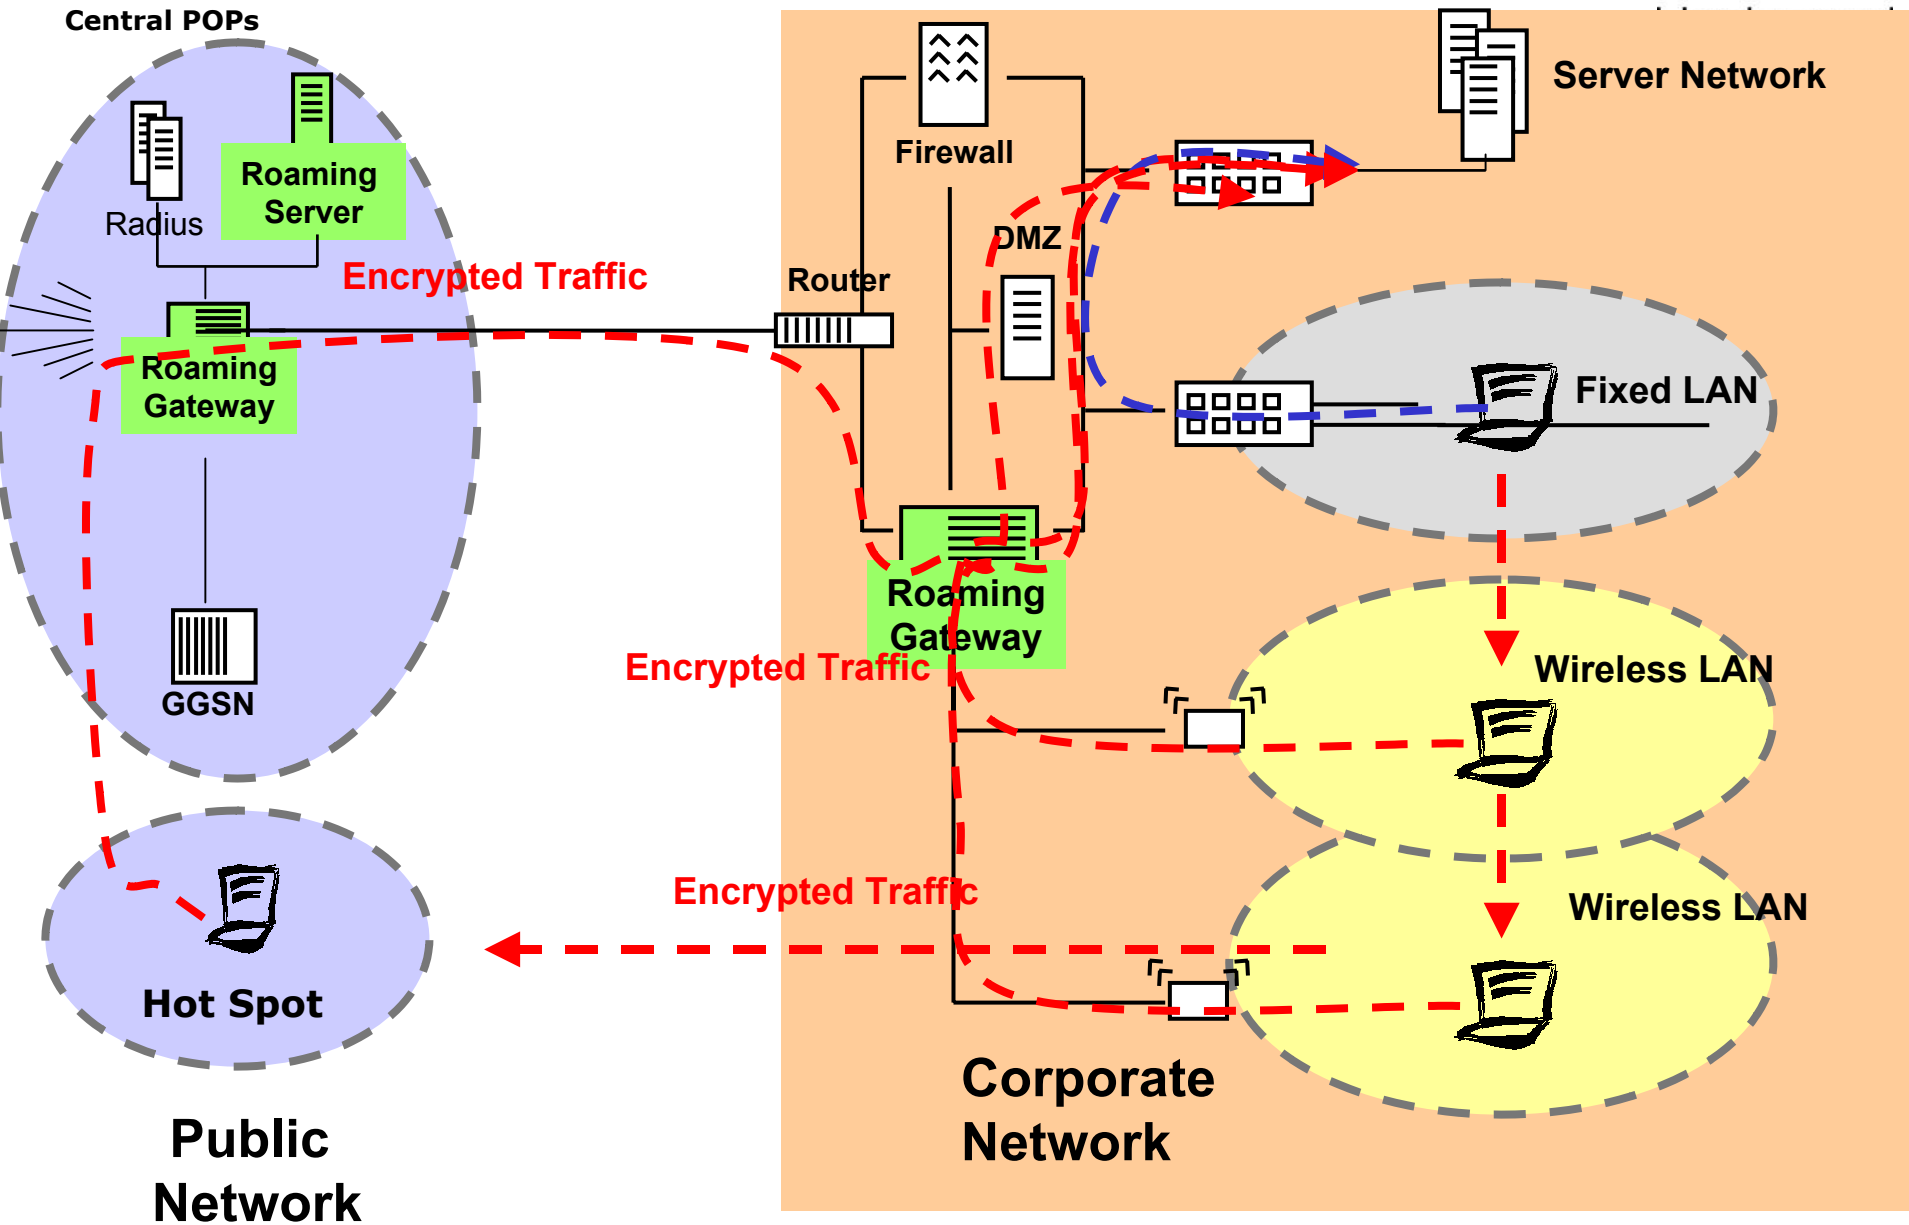 Central POPs
Roaming
Server
Radius
Encrypted Traffic
Roaming
Gateway
GGSN
Hot Spot
Public
Network
Firewall
Server Network
DMZ
Router
Fixed LAN
Roaming
Gateway
Encrypted Traffic
Wireless LAN
Encrypted Traffic
Wireless LAN
Corporate
Network